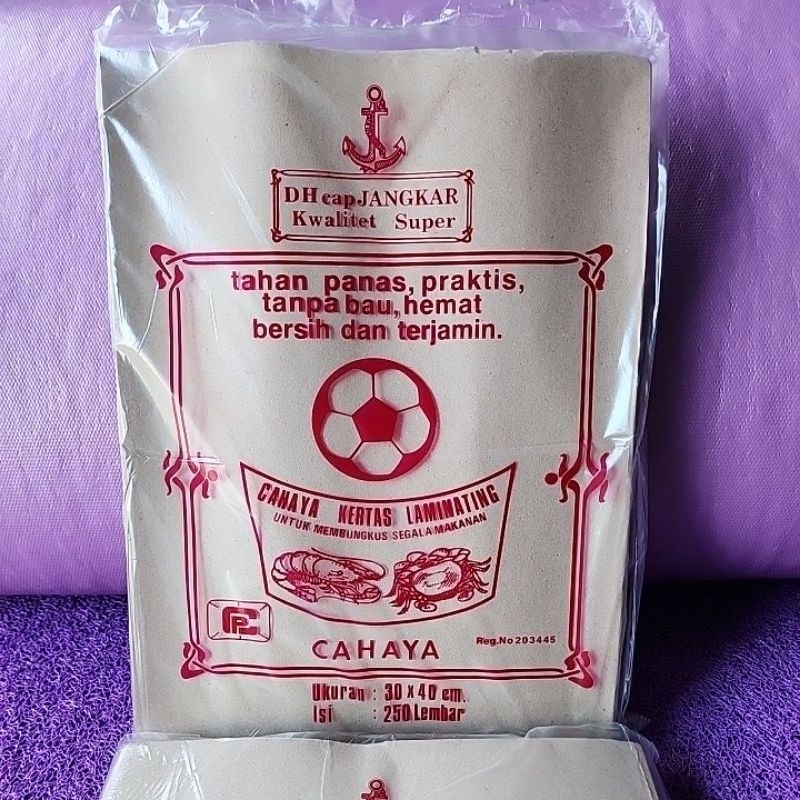 DH cap JANGKAR
Kwalitet Super
tahan panas, praktis,
tanpa bau, hemat
bersih dan terjamin.
CAHAYA KERTAS LAMINATING
UNTUK MEMBUNGKUS SEGALA MAKANAN
CAHAYA
Reg.No 203445
Ukuran : 30 x 40 cm.
Isi : 250 Lembar